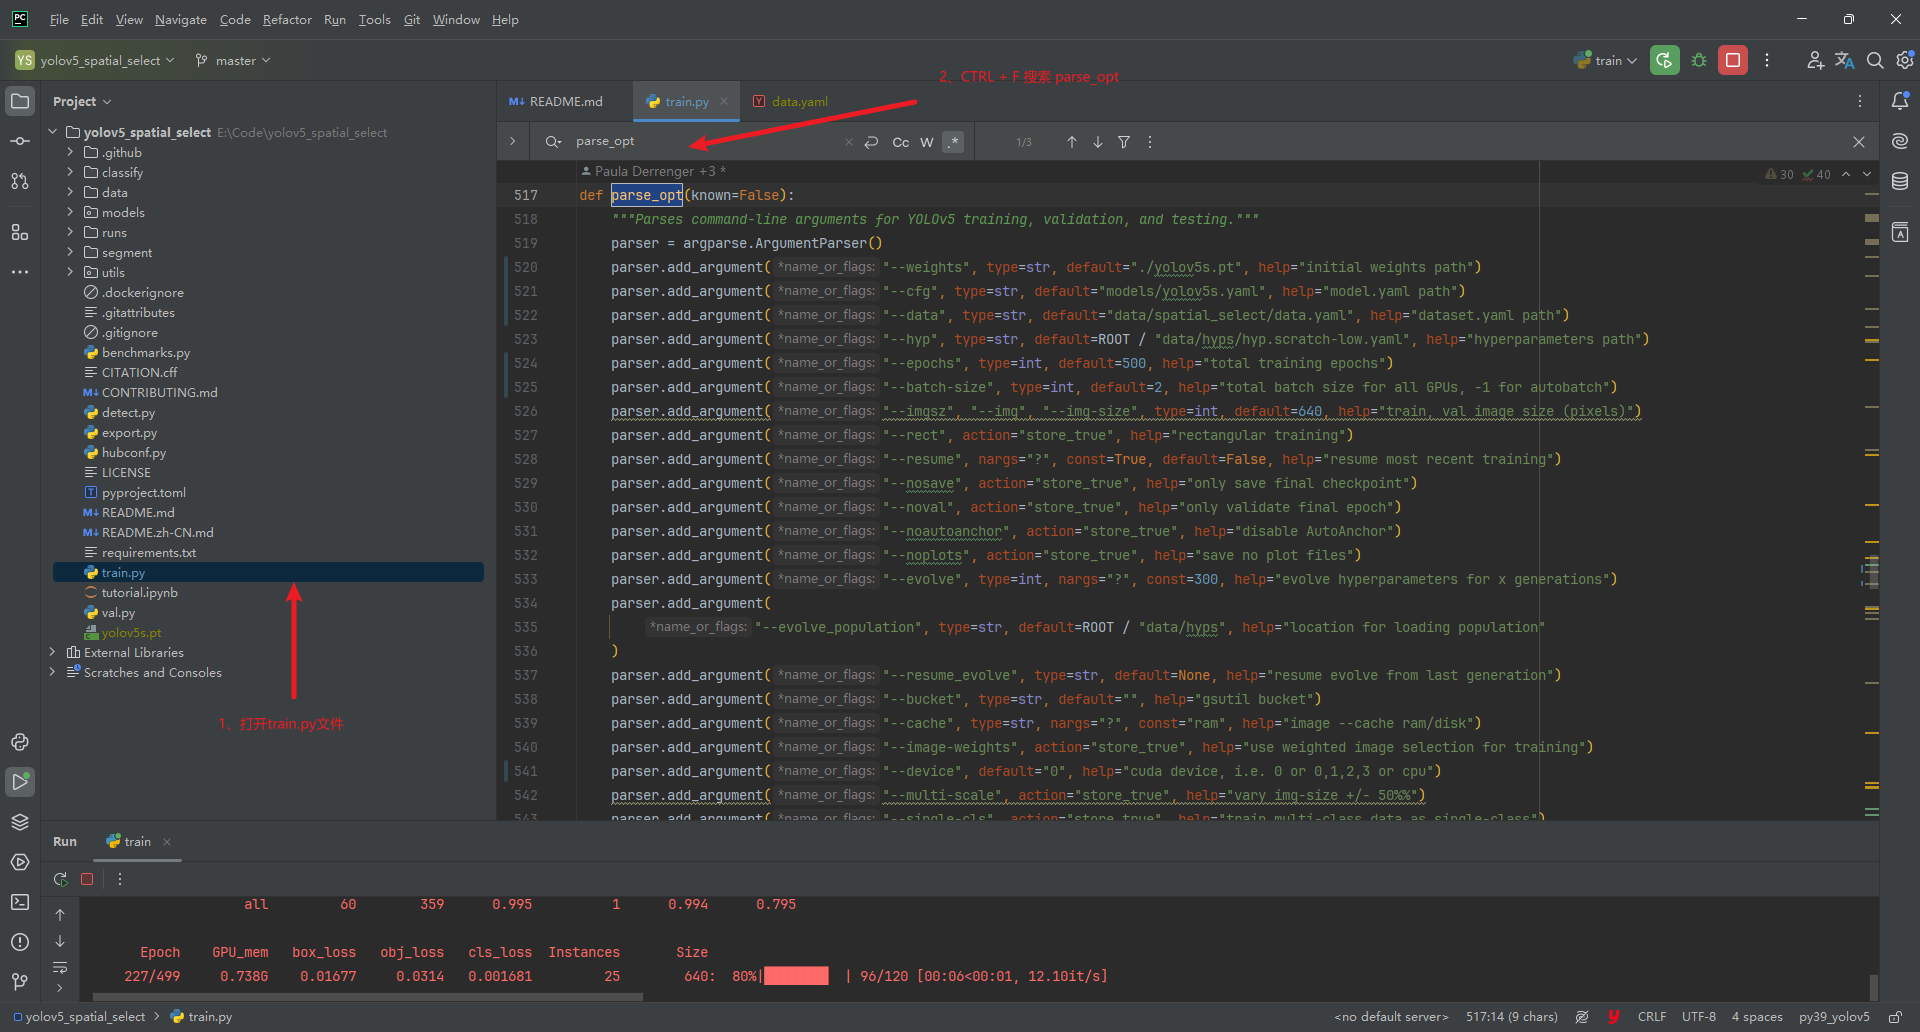 PC File Edit View Navigate Code Refactor Run Tools Git Window Help
YS yolov5_spatial_select master train
2、CTRL + F 搜索 parse_opt
Project
README.md train.py data.yaml
parse_opt Cc W .* 1/3
yolov5_spatial_select E:\Code\yolov5_spatial_select
.github
classify
data
models
runs
segment
utils
.dockerignore
.gitattributes
.gitignore
benchmarks.py
CITATION.cff
CONTRIBUTING.md
detect.py
export.py
hubconf.py
LICENSE
pyproject.toml
README.md
README.zh-CN.md
requirements.txt
train.py
tutorial.ipynb
val.py
yolov5s.pt
External Libraries
Scratches and Consoles
1、打开train.py文件
Paula Derrenger +3 *
30 40
517 def parse_opt(known=False):
518 """Parses command-line arguments for YOLOv5 training, validation, and testing."""
519 parser = argparse.ArgumentParser()
520 parser.add_argument( *name_or_flags: "--weights", type=str, default="./yolov5s.pt", help="initial weights path")
521 parser.add_argument( *name_or_flags: "--cfg", type=str, default="models/yolov5s.yaml", help="model.yaml path")
522 parser.add_argument( *name_or_flags: "--data", type=str, default="data/spatial_select/data.yaml", help="dataset.yaml path")
523 parser.add_argument( *name_or_flags: "--hyp", type=str, default=ROOT / "data/hyps/hyp.scratch-low.yaml", help="hyperparameters path")
524 parser.add_argument( *name_or_flags: "--epochs", type=int, default=500, help="total training epochs")
525 parser.add_argument( *name_or_flags: "--batch-size", type=int, default=2, help="total batch size for all GPUs, -1 for autobatch")
526 parser.add_argument( *name_or_flags: "--imgsz", "--img", "--img-size", type=int, default=640, help="train, val image size (pixels)")
527 parser.add_argument( *name_or_flags: "--rect", action="store_true", help="rectangular training")
528 parser.add_argument( *name_or_flags: "--resume", nargs="?", const=True, default=False, help="resume most recent training")
529 parser.add_argument( *name_or_flags: "--nosave", action="store_true", help="only save final checkpoint")
530 parser.add_argument( *name_or_flags: "--noval", action="store_true", help="only validate final epoch")
531 parser.add_argument( *name_or_flags: "--noautoanchor", action="store_true", help="disable AutoAnchor")
532 parser.add_argument( *name_or_flags: "--noplots", action="store_true", help="save no plot files")
533 parser.add_argument( *name_or_flags: "--evolve", type=int, nargs="?", const=300, help="evolve hyperparameters for x generations")
534 parser.add_argument(
535 *name_or_flags: "--evolve_population", type=str, default=ROOT / "data/hyps", help="location for loading population"
536 )
537 parser.add_argument( *name_or_flags: "--resume_evolve", type=str, default=None, help="resume evolve from last generation")
538 parser.add_argument( *name_or_flags: "--bucket", type=str, default="", help="gsutil bucket")
539 parser.add_argument( *name_or_flags: "--cache", type=str, nargs="?", const="ram", help="image --cache ram/disk")
540 parser.add_argument( *name_or_flags: "--image-weights", action="store_true", help="use weighted image selection for training")
541 parser.add_argument( *name_or_flags: "--device", default="0", help="cuda device, i.e. 0 or 0,1,2,3 or cpu")
542 parser.add_argument( *name_or_flags: "--multi-scale", action="store_true", help="vary img-size +/- 50%%")
543 parser.add_argument( *name_or_flags: "--single-cls", action="store_true", help="train multi-class data as single-class")
Run train
all 60 359 0.995 1 0.994 0.795
Epoch GPU_mem box_loss obj_loss cls_loss Instances Size
227/499 0.738G 0.01677 0.0314 0.001681 25 640: 80%| | 96/120 [00:06<00:01, 12.10it/s]
yolov5_spatial_select train.py <no default server> 517:14 (9 chars) CRLF UTF-8 4 spaces py39_yolov5